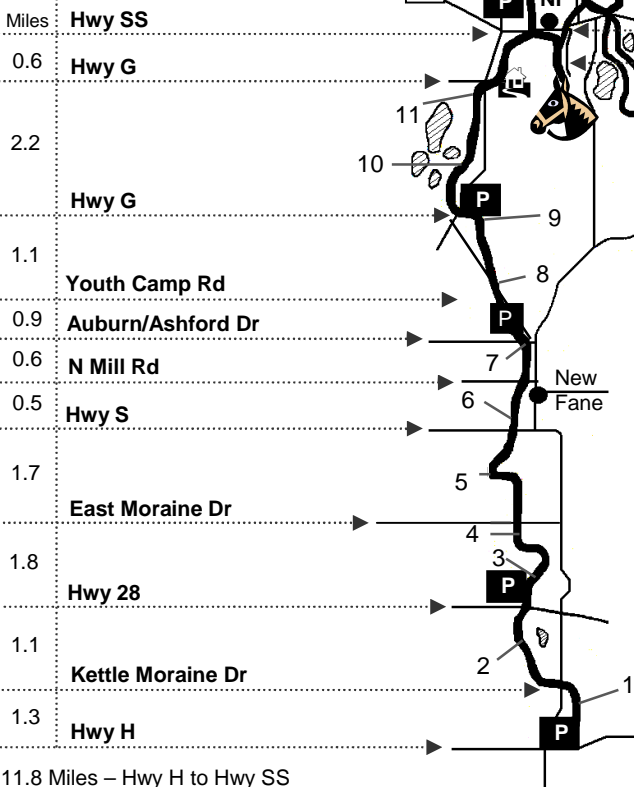 P NF
Miles Hwy SS
0.6 Hwy G
11
2.2
10
P
Hwy G
9
1.1
8
Youth Camp Rd
P
0.9 Auburn/Ashford Dr
7
0.6 N Mill Rd
New
Fane
6
0.5 Hwy S
5
1.7
East Moraine Dr
4
1.8
3
P
Hwy 28
1.1
2
Kettle Moraine Dr
1
1.3
Hwy H
P
11.8 Miles – Hwy H to Hwy SS